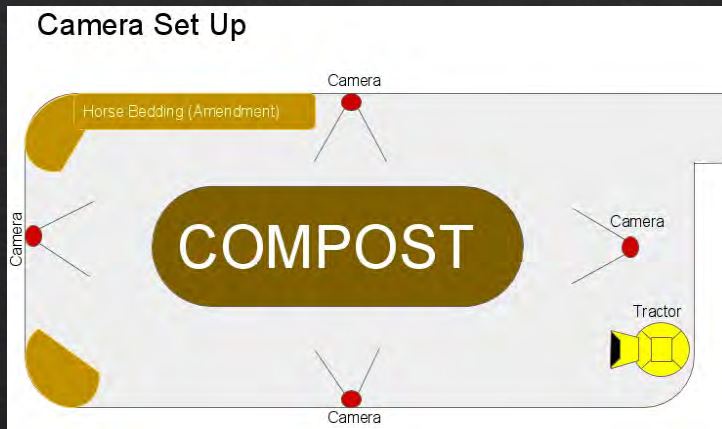 Camera Set Up
Camera
Horse Bedding (Amendment)
Camera
COMPOST
Camera
Tractor
Camera